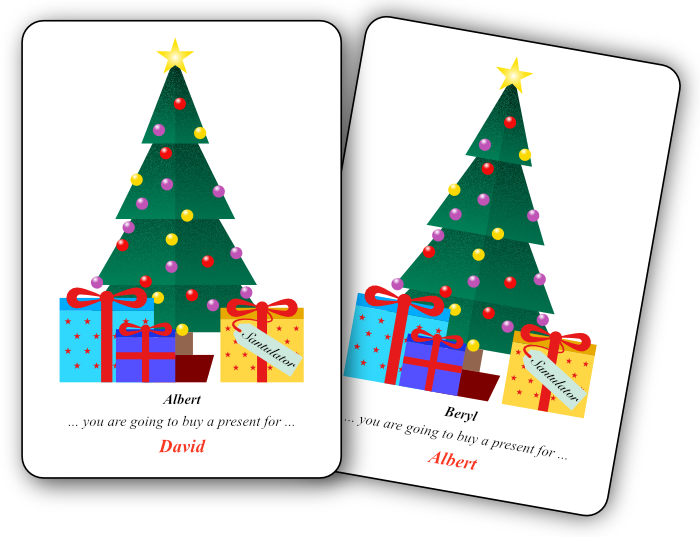 Santulator
Albert
... you are going to buy a present for ...
David
Santulator
Beryl
... you are going to buy a present for ...
Albert